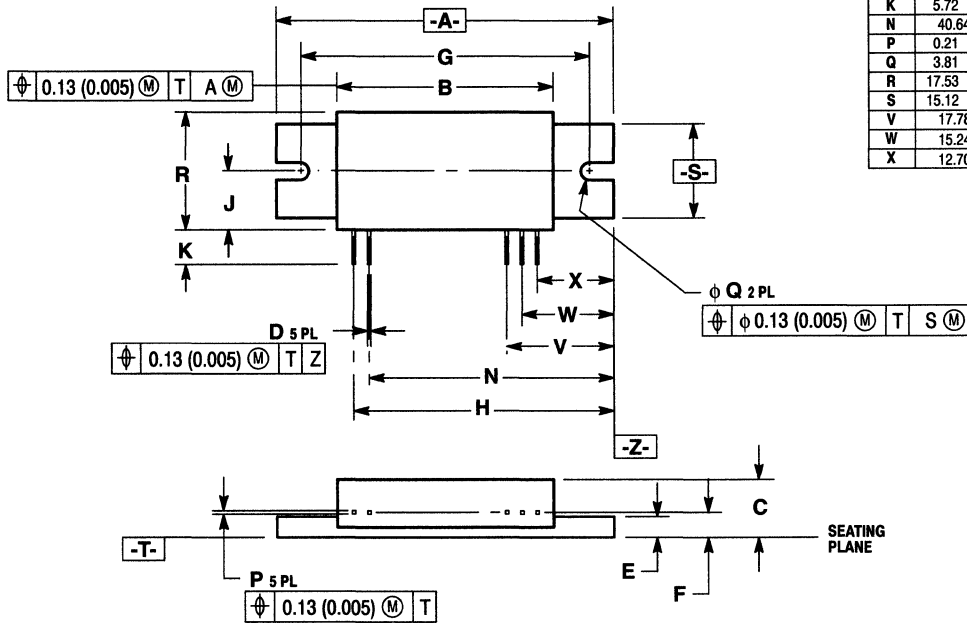 -A-
G
⌖ 0.13 (0.005) Ⓜ T A Ⓜ
B
R
J
K
-S-
X
W
V
N
H
D 5 PL
⌖ 0.13 (0.005) Ⓜ T Z
ϕ Q 2 PL
⌖ ϕ 0.13 (0.005) Ⓜ T S Ⓜ
-Z-
C
SEATING
PLANE
-T-
E
F
P 5 PL
⌖ 0.13 (0.005) Ⓜ T
K 5.72
N 40.64
P 0.21
Q 3.81
R 17.53
S 15.12
V 17.78
W 15.24
X 12.70